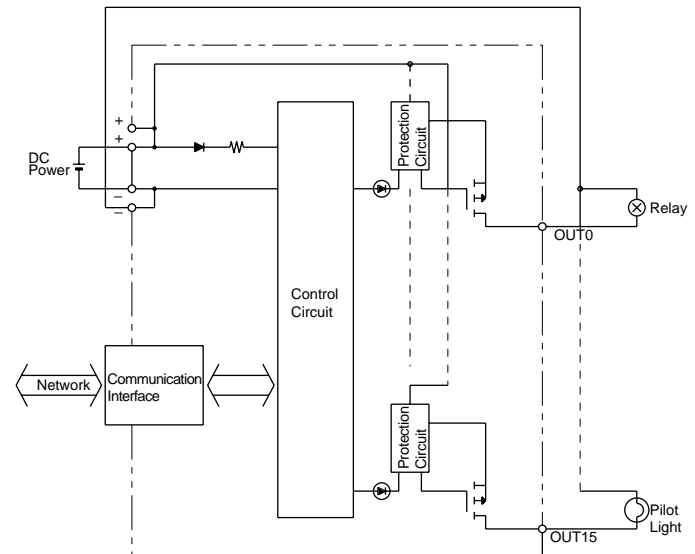 +
+
DC
Power
−
−
Protection
Circuit
Relay
OUT0
Control
Circuit
Network
Communication
Interface
Protection
Circuit
Pilot
Light
OUT15